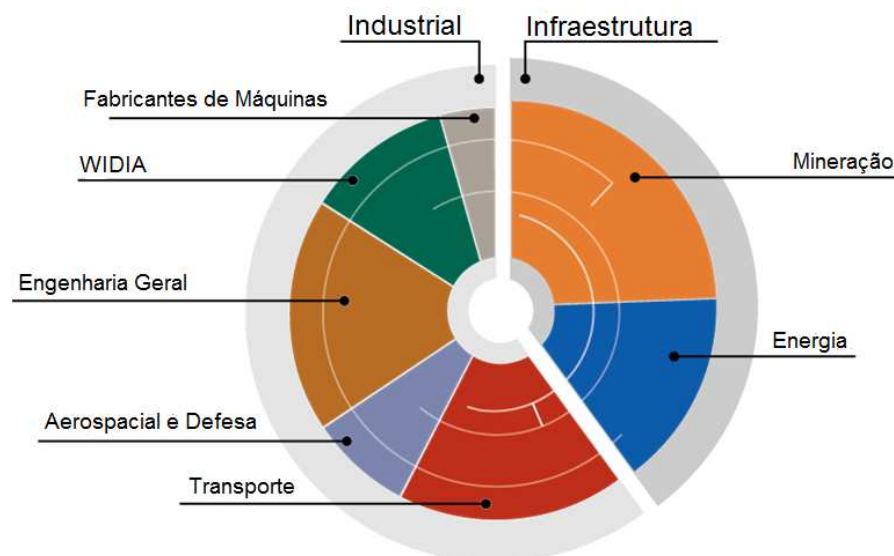 Industrial
Infraestrutura
Fabricantes de Máquinas
WIDIA
Mineração
Engenharia Geral
Energia
Aerospacial e Defesa
Transporte